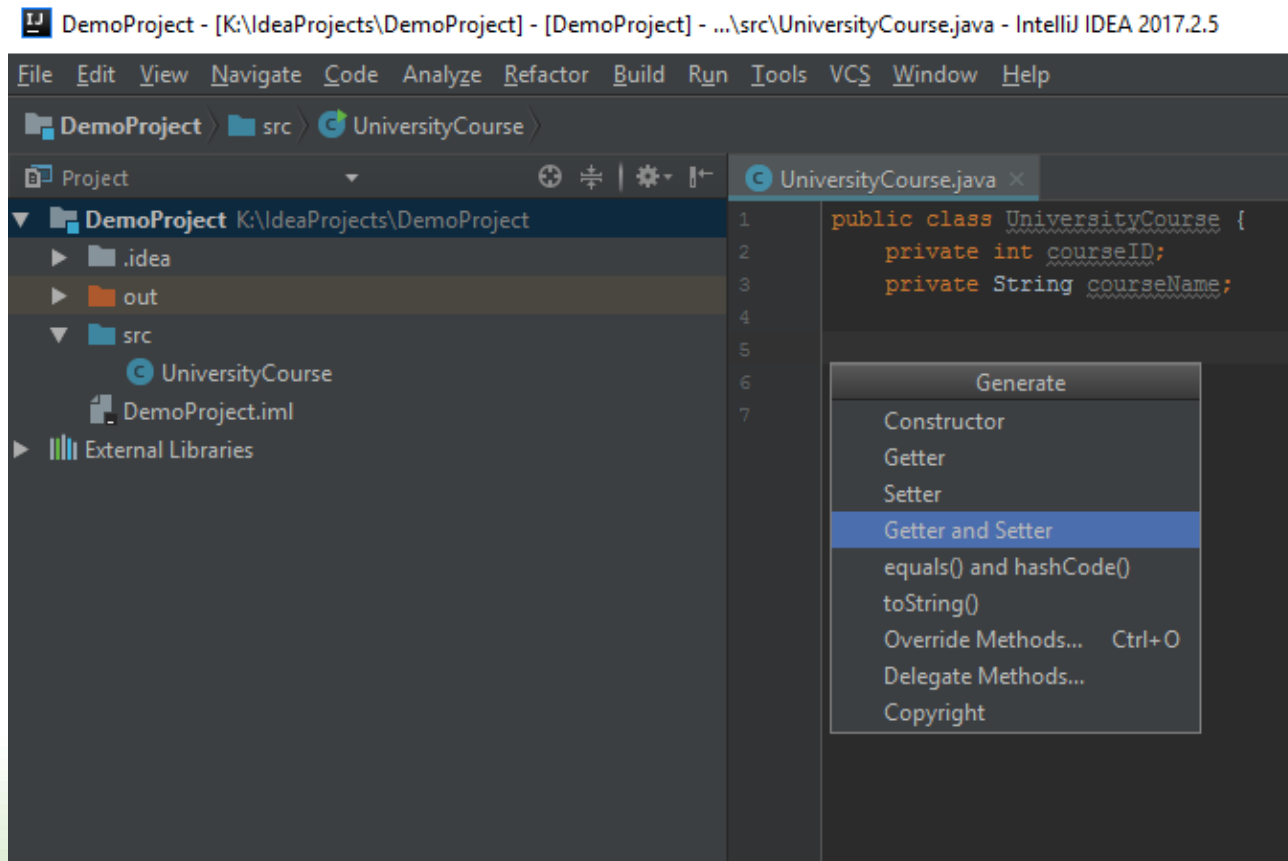 DemoProject - [K:\IdeaProjects\DemoProject] - [DemoProject] - ...\src\UniversityCourse.java - IntelliJ IDEA 2017.2.5
File Edit View Navigate Code Analyze Refactor Build Run Tools VCS Window Help
DemoProject src UniversityCourse
Project
DemoProject K:\IdeaProjects\DemoProject
.idea
out
src
UniversityCourse
DemoProject.iml
External Libraries
UniversityCourse.java
1 public class UniversityCourse {
2 private int courseID;
3 private String courseName;
4
5
6
7
Generate
Constructor
Getter
Setter
Getter and Setter
equals() and hashCode()
toString()
Override Methods... Ctrl+O
Delegate Methods...
Copyright